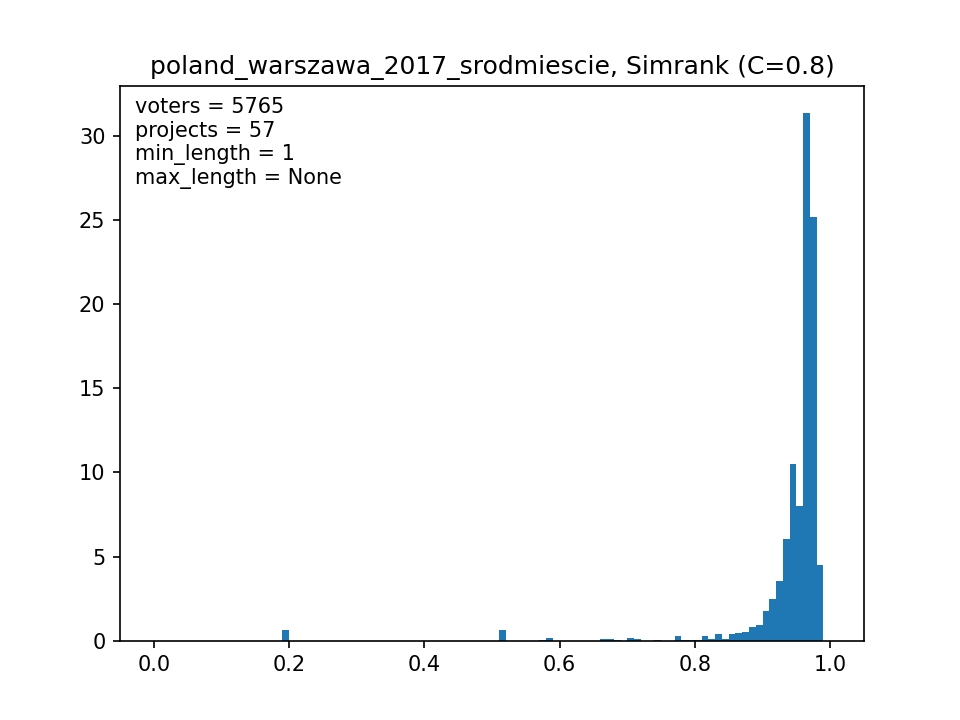 poland_warszawa_2017_srodmiescie, Simrank (C=0.8)
voters = 5765
projects = 57
min_length = 1
max_length = None
30
25
20
15
10
5
0
0.0 0.2 0.4 0.6 0.8 1.0